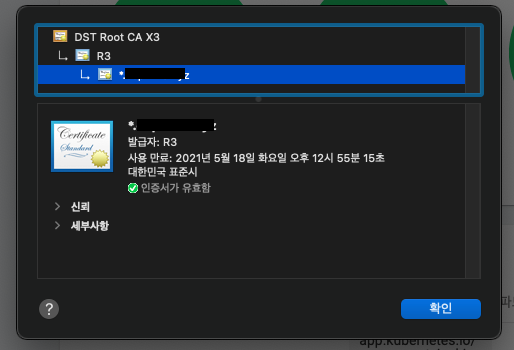 DST Root CA X3
R3
*.
발급자: R3
사용 만료: 2021년 5월 18일 화요일 오후 12시 55분 15초
대한민국 표준시
인증서가 유효함
Certificate
Standard
신뢰
세부사항
?
확인
app.kubernetes.io/